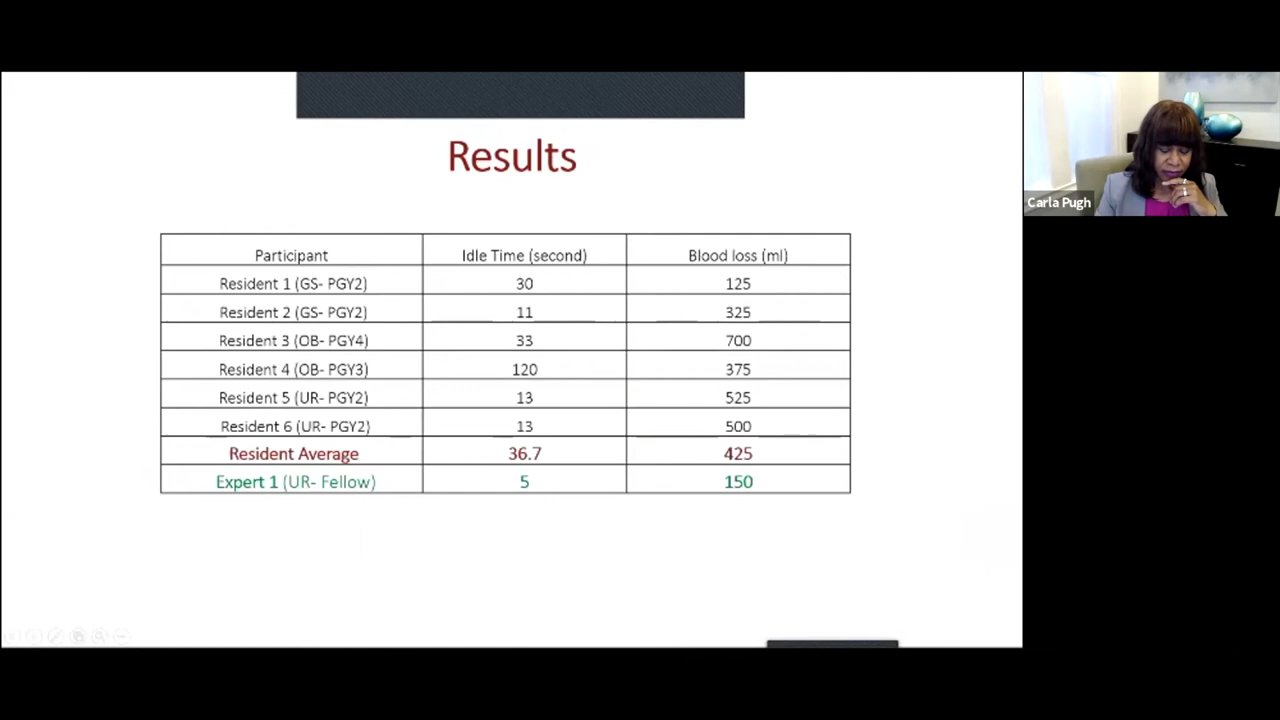 Results
Participant Idle Time (second) Blood loss (ml)
Resident 1 (GS- PGY2) 30 125
Resident 2 (GS- PGY2) 11 325
Resident 3 (OB- PGY4) 33 700
Resident 4 (OB- PGY3) 120 375
Resident 5 (UR- PGY2) 13 525
Resident 6 (UR- PGY2) 13 500
Resident Average 36.7 425
Expert 1 (UR- Fellow) 5 150
Carla Pugh